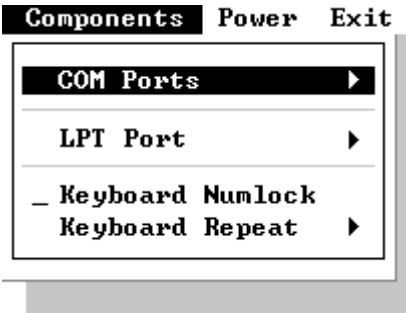 Components Power Exit
COM Ports ▶
LPT Port ▶
_ Keyboard Numlock
Keyboard Repeat ▶